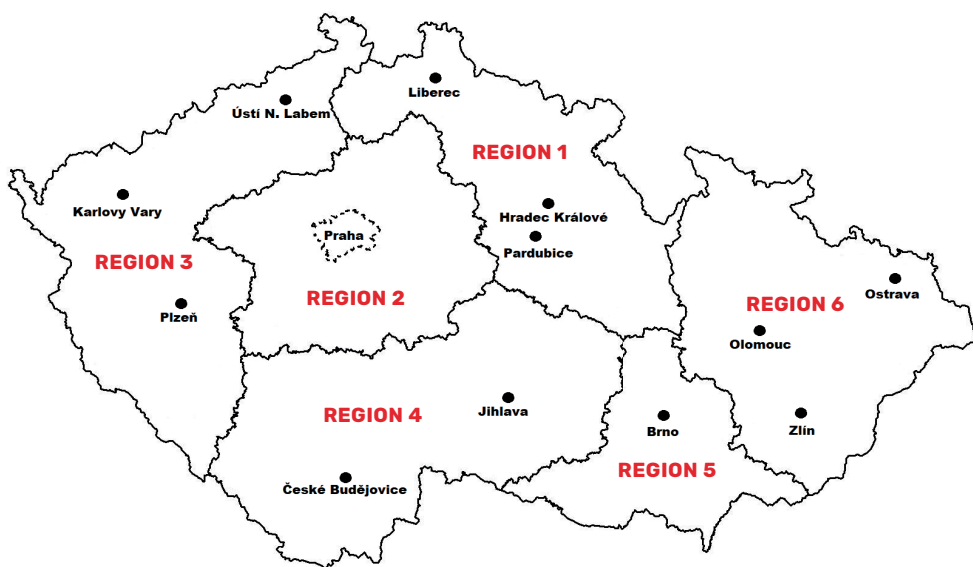 Liberec
Ústí N. Labem
REGION 1
Karlovy Vary
Hradec Králové
Praha
Pardubice
REGION 3
REGION 2
Ostrava
REGION 6
Plzeň
Olomouc
REGION 4
Jihlava
Brno
Zlín
REGION 5
České Budějovice